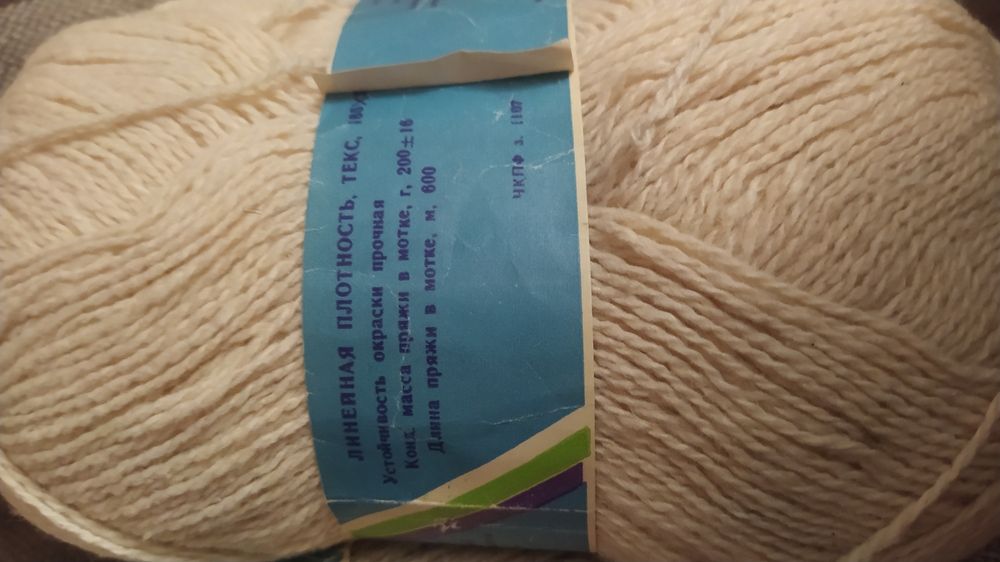 ЛИНЕЙНАЯ ПЛОТНОСТЬ, ТЕКС,
Устойчивость окраски прочная
Конд. масса пряжи в мотке, г, 200±16
Длина пряжи в мотке, м, 600
ЧКПФ з. 1107